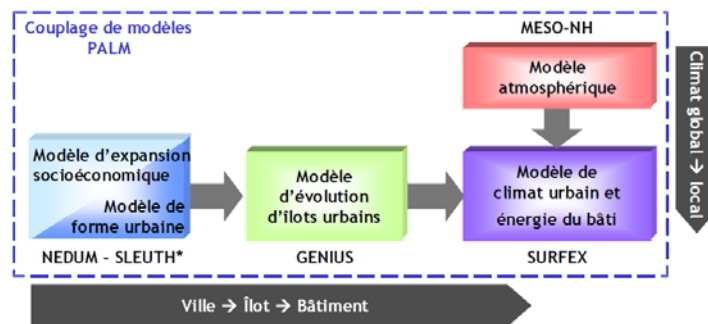 Couplage de modèles
PALM
MESO-NH
Modèle
atmosphérique
Modèle d'expansion
socioéconomique
Modèle de
forme urbaine
Modèle
d'évolution
d'îlots urbains
Modèle de
climat urbain et
énergie du bâti
NEDUM – SLEUTH*
GENIUS
SURFEX
Ville → Îlot → Bâtiment
Climat global → local